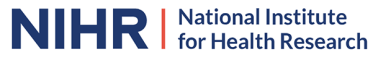 NIHR | National Institute
for Health Research